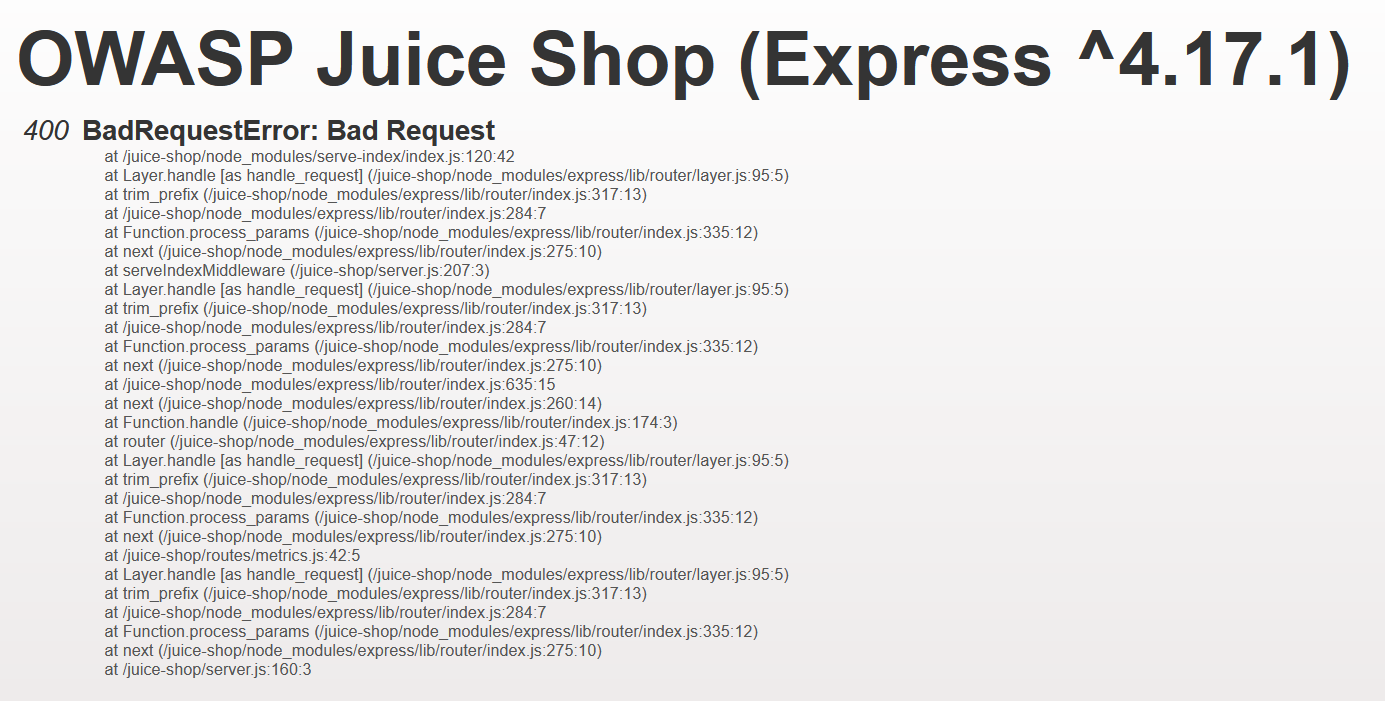 OWASP Juice Shop (Express ^4.17.1)
400 BadRequestError: Bad Request
at /juice-shop/node_modules/serve-index/index.js:120:42
at Layer.handle [as handle_request] (/juice-shop/node_modules/express/lib/router/layer.js:95:5)
at trim_prefix (/juice-shop/node_modules/express/lib/router/index.js:317:13)
at /juice-shop/node_modules/express/lib/router/index.js:284:7
at Function.process_params (/juice-shop/node_modules/express/lib/router/index.js:335:12)
at next (/juice-shop/node_modules/express/lib/router/index.js:275:10)
at serveIndexMiddleware (/juice-shop/server.js:207:3)
at Layer.handle [as handle_request] (/juice-shop/node_modules/express/lib/router/layer.js:95:5)
at trim_prefix (/juice-shop/node_modules/express/lib/router/index.js:317:13)
at /juice-shop/node_modules/express/lib/router/index.js:284:7
at Function.process_params (/juice-shop/node_modules/express/lib/router/index.js:335:12)
at next (/juice-shop/node_modules/express/lib/router/index.js:275:10)
at /juice-shop/node_modules/express/lib/router/index.js:635:15
at next (/juice-shop/node_modules/express/lib/router/index.js:260:14)
at Function.handle (/juice-shop/node_modules/express/lib/router/index.js:174:3)
at router (/juice-shop/node_modules/express/lib/router/index.js:47:12)
at Layer.handle [as handle_request] (/juice-shop/node_modules/express/lib/router/layer.js:95:5)
at trim_prefix (/juice-shop/node_modules/express/lib/router/index.js:317:13)
at /juice-shop/node_modules/express/lib/router/index.js:284:7
at Function.process_params (/juice-shop/node_modules/express/lib/router/index.js:335:12)
at next (/juice-shop/node_modules/express/lib/router/index.js:275:10)
at /juice-shop/routes/metrics.js:42:5
at Layer.handle [as handle_request] (/juice-shop/node_modules/express/lib/router/layer.js:95:5)
at trim_prefix (/juice-shop/node_modules/express/lib/router/index.js:317:13)
at /juice-shop/node_modules/express/lib/router/index.js:284:7
at Function.process_params (/juice-shop/node_modules/express/lib/router/index.js:335:12)
at next (/juice-shop/node_modules/express/lib/router/index.js:275:10)
at /juice-shop/server.js:160:3